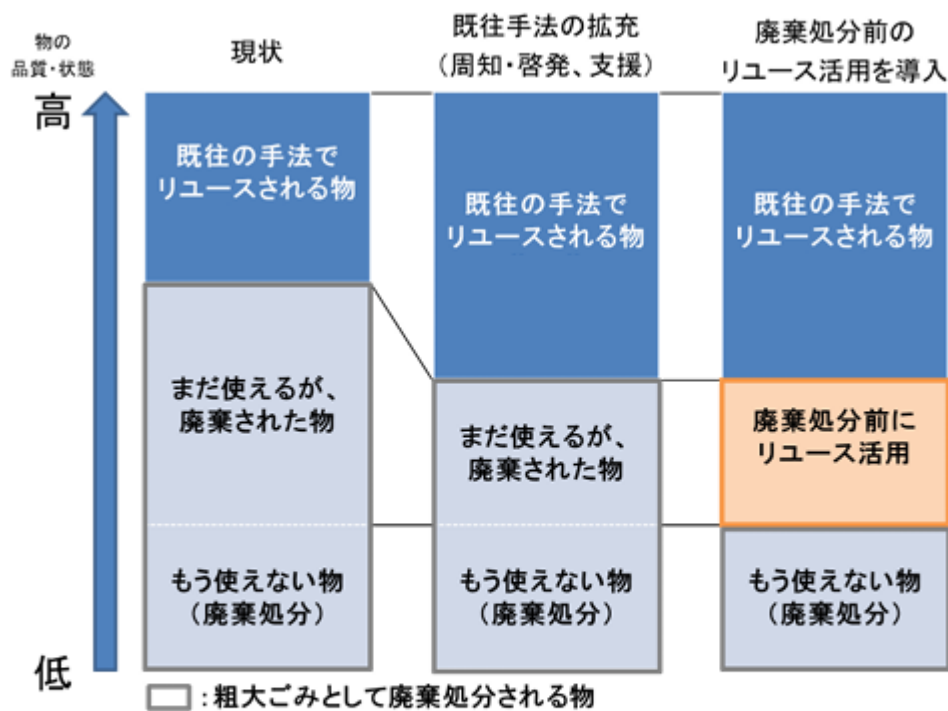 物の
品質・状態
高
低
現状
既往手法の拡充
（周知・啓発、支援）
廃棄処分前の
リユース活用を導入
既往の手法で
リユースされる物
まだ使えるが、
廃棄された物
もう使えない物
（廃棄処分）
既往の手法で
リユースされる物
まだ使えるが、
廃棄された物
もう使えない物
（廃棄処分）
既往の手法で
リユースされる物
廃棄処分前に
リユース活用
もう使えない物
（廃棄処分）
：粗大ごみとして廃棄処分される物